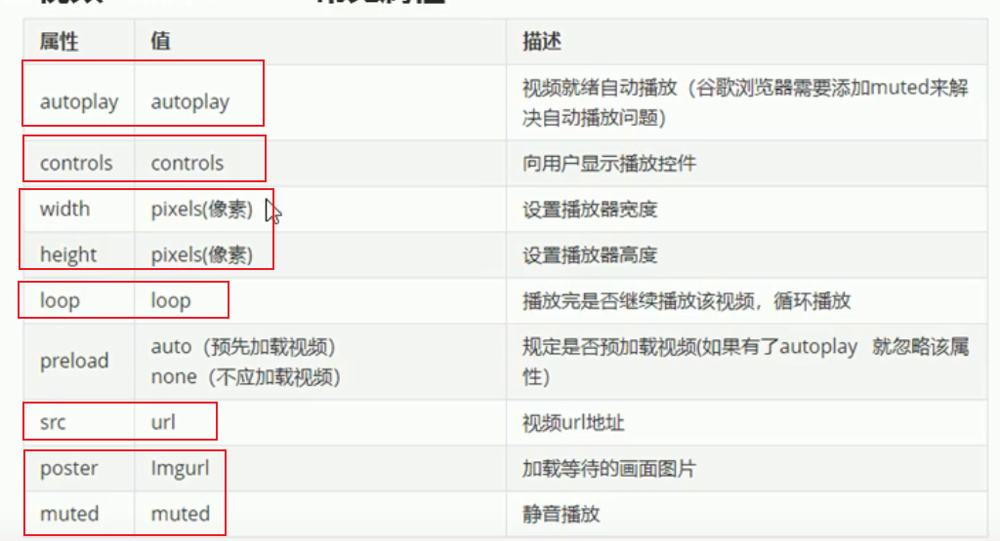 属性 值 描述
autoplay autoplay 视频就绪自动播放（谷歌浏览器需要添加muted来解
决自动播放问题）
controls controls 向用户显示播放控件
width pixels(像素) 设置播放器宽度
height pixels(像素) 设置播放器高度
loop loop 播放完是否继续播放该视频，循环播放
preload auto（预先加载视频）
none（不应加载视频） 规定是否预加载视频(如果有了autoplay 就忽略该属
性）
src url 视频url地址
poster Imgurl 加载等待的画面图片
muted muted 静音播放